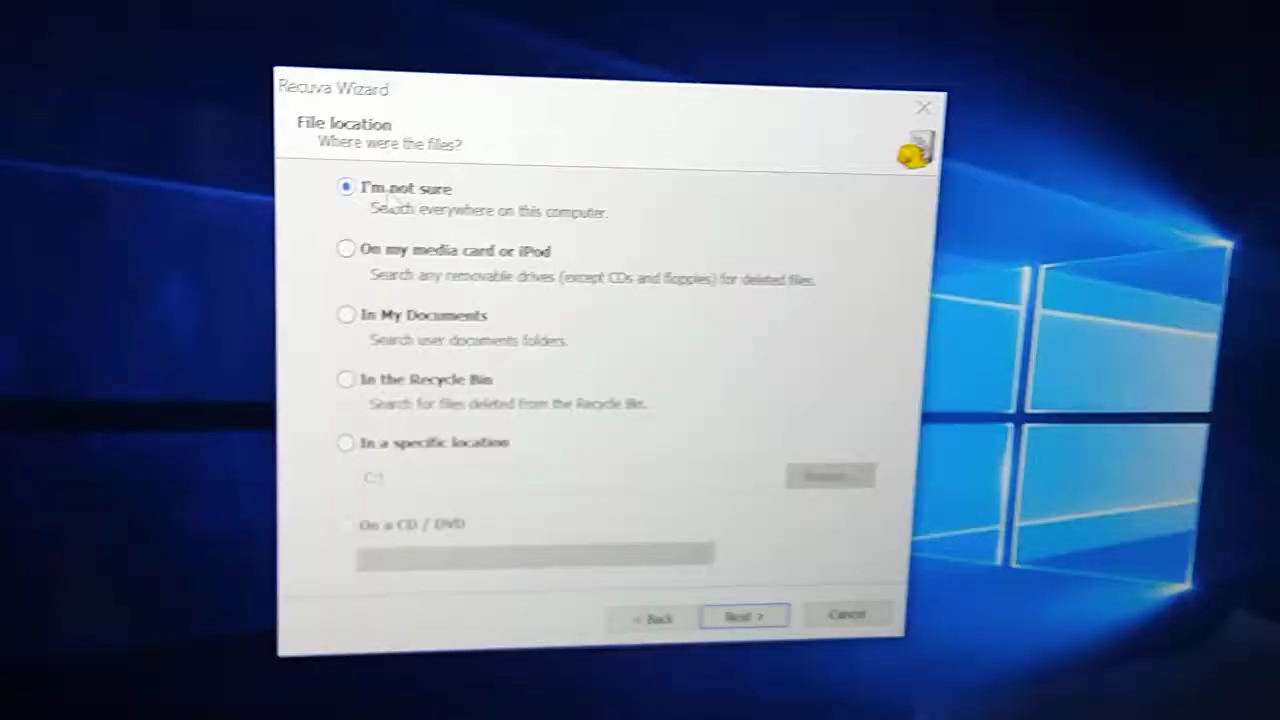 Recuva Wizard
File location
Where were the files?
I'm not sure
Search everywhere on this computer.
On my media card or iPod
Search any removable drives (except CDs and floppies) for deleted files.
In My Documents
Search user documents folders.
In the Recycle Bin
Search for files deleted from the Recycle Bin.
In a specific location
C:\
Browse...
On a CD / DVD
< Back
Next >
Cancel